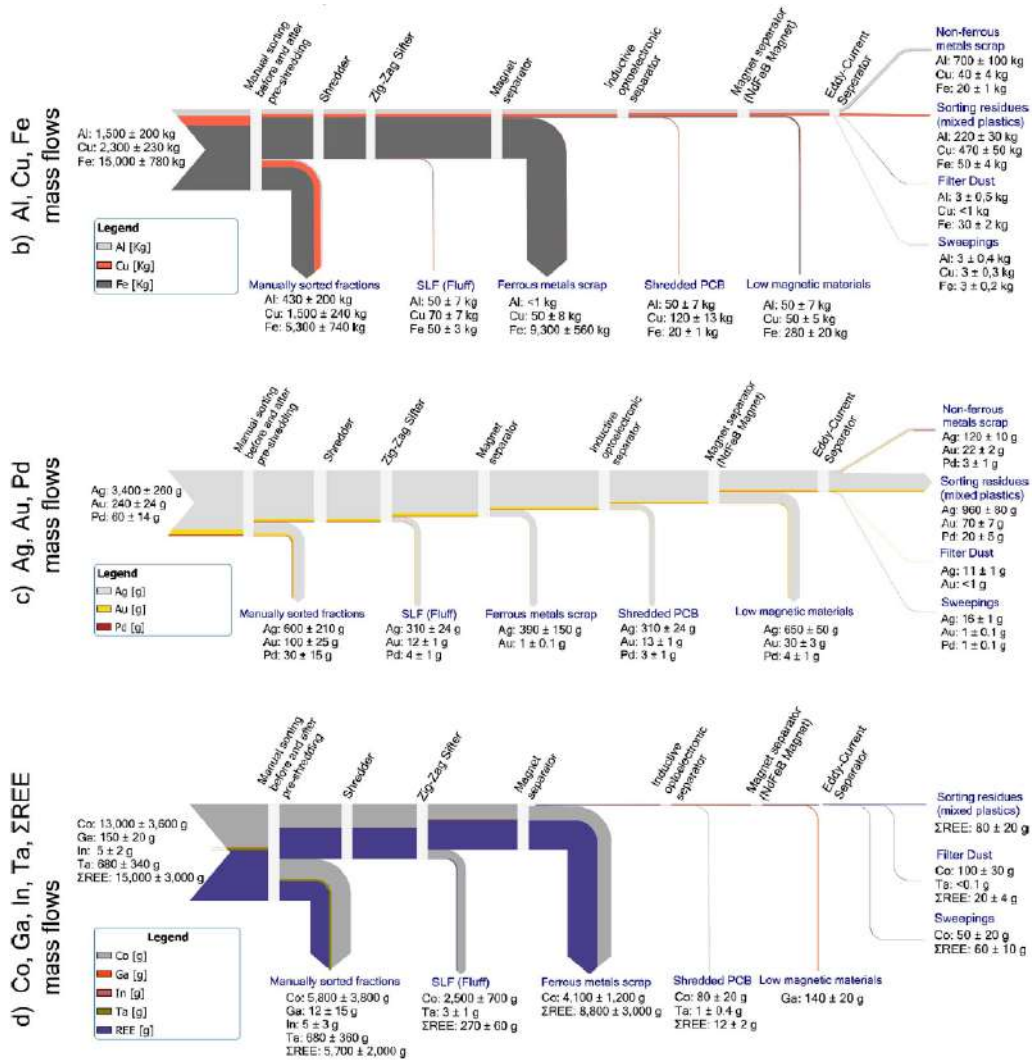 b) Al, Cu, Fe
mass flows
Manual sorting
before and after
pre-shredding
Shredder
Zig-Zag Sifter
Magnet
separator
Inductive
optoelectronic
separator
Magnet separator
(NdFeB Magnet)
Eddy-Current
Seperator
Al: 1,500 ± 200 kg
Cu: 2,300 ± 230 kg
Fe: 15,000 ± 780 kg
Legend
Al [Kg]
Cu [Kg]
Fe [Kg]
Manually sorted fractions
Al: 430 ± 200 kg
Cu: 1,500 ± 240 kg
Fe: 5,300 ± 740 kg
SLF (Fluff)
Al: 50 ± 7 kg
Cu 70 ± 7 kg
Fe 50 ± 3 kg
Ferrous metals scrap
Al: <1 kg
Cu: 50 ± 8 kg
Fe: 9,300 ± 560 kg
Shredded PCB
Al: 50 ± 7 kg
Cu: 120 ± 13 kg
Fe: 20 ± 1 kg
Low magnetic materials
Al: 50 ± 7 kg
Cu: 50 ± 5 kg
Fe: 280 ± 20 kg
Non-ferrous
metals scrap
Al: 700 ± 100 kg
Cu: 40 ± 4 kg
Fe: 20 ± 1 kg
Sorting residues
(mixed plastics)
Al: 220 ± 30 kg
Cu: 470 ± 50 kg
Fe: 50 ± 4 kg
Filter Dust
Al: 3 ± 0,5 kg
Cu: <1 kg
Fe: 30 ± 2 kg
Sweepings
Al: 3 ± 0,4 kg
Cu: 3 ± 0,3 kg
Fe: 3 ± 0,2 kg
c) Ag, Au, Pd
mass flows
Manual sorting
before and after
pre-shredding
Shredder
Zig-Zag Sifter
Magnet
separator
Inductive
optoelectronic
separator
Magnet separator
(NdFeB Magnet)
Eddy-Current
Separator
Ag: 3,400 ± 260 g
Au: 240 ± 24 g
Pd: 60 ± 14 g
Legend
Ag [g]
Au [g]
Pd [g]
Manually sorted fractions
Ag: 600 ± 210 g
Au: 100 ± 25 g
Pd: 30 ± 15 g
SLF (Fluff)
Ag: 310 ± 24 g
Au: 12 ± 1 g
Pd: 4 ± 1 g
Ferrous metals scrap
Ag: 390 ± 150 g
Au: 1 ± 0.1 g
Shredded PCB
Ag: 310 ± 24 g
Au: 13 ± 1 g
Pd: 3 ± 1 g
Low magnetic materials
Ag: 650 ± 50 g
Au: 30 ± 3 g
Pd: 4 ± 1 g
Non-ferrous
metals scrap
Ag: 120 ± 10 g
Au: 22 ± 2 g
Pd: 3 ± 1 g
Sorting residues
(mixed plastics)
Ag: 960 ± 80 g
Au: 70 ± 7 g
Pd: 20 ± 5 g
Filter Dust
Ag: 11 ± 1 g
Au: <1 g
Sweepings
Ag: 16 ± 1 g
Au: 1 ± 0.1 g
Pd: 1 ± 0.1 g
d) Co, Ga, In, Ta, ΣREE
mass flows
Manual sorting
before and after
pre-shredding
Shredder
Zig-Zag Sifter
Magnet
separator
Inductive
optoelectronic
separator
Magnet separator
(NdFeB Magnet)
Eddy-Current
Separator
Co: 13,000 ± 3,600 g
Ga: 150 ± 20 g
In: 5 ± 2 g
Ta: 680 ± 340 g
ΣREE: 15,000 ± 3,000 g
Legend
Co [g]
Ga [g]
In [g]
Ta [g]
REE [g]
Manually sorted fractions
Co: 5,800 ± 3,800 g
Ga: 12 ± 15 g
In: 5 ± 3 g
Ta: 680 ± 360 g
ΣREE: 5,700 ± 2,000 g
SLF (Fluff)
Co: 2,500 ± 700 g
Ta: 3 ± 1 g
ΣREE: 270 ± 60 g
Ferrous metals scrap
Co: 4,100 ± 1,200 g
ΣREE: 8,800 ± 3,000 g
Shredded PCB
Co: 80 ± 20 g
Ta: 1 ± 0.4 g
ΣREE: 12 ± 2 g
Low magnetic materials
Ga: 140 ± 20 g
Sorting residues
(mixed plastics)
ΣREE: 80 ± 20 g
Filter Dust
Co: 100 ± 30 g
Ta: <0.1 g
ΣREE: 20 ± 4 g
Sweepings
Co: 50 ± 20 g
ΣREE: 60 ± 10 g